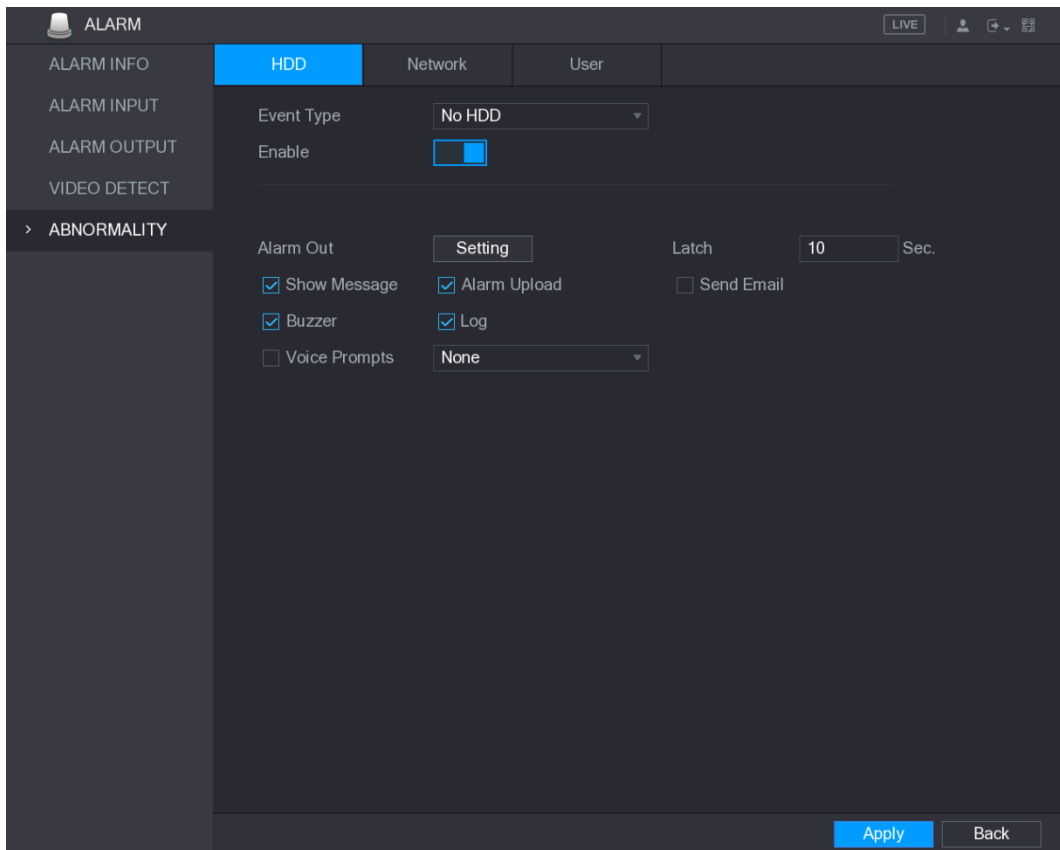 ALARM
LIVE
ALARM INFO
ALARM INPUT
ALARM OUTPUT
VIDEO DETECT
> ABNORMALITY
HDD Network User
Event Type No HDD
Enable
Alarm Out Setting Latch 10 Sec.
Show Message Alarm Upload Send Email
Buzzer Log
Voice Prompts None
Apply Back